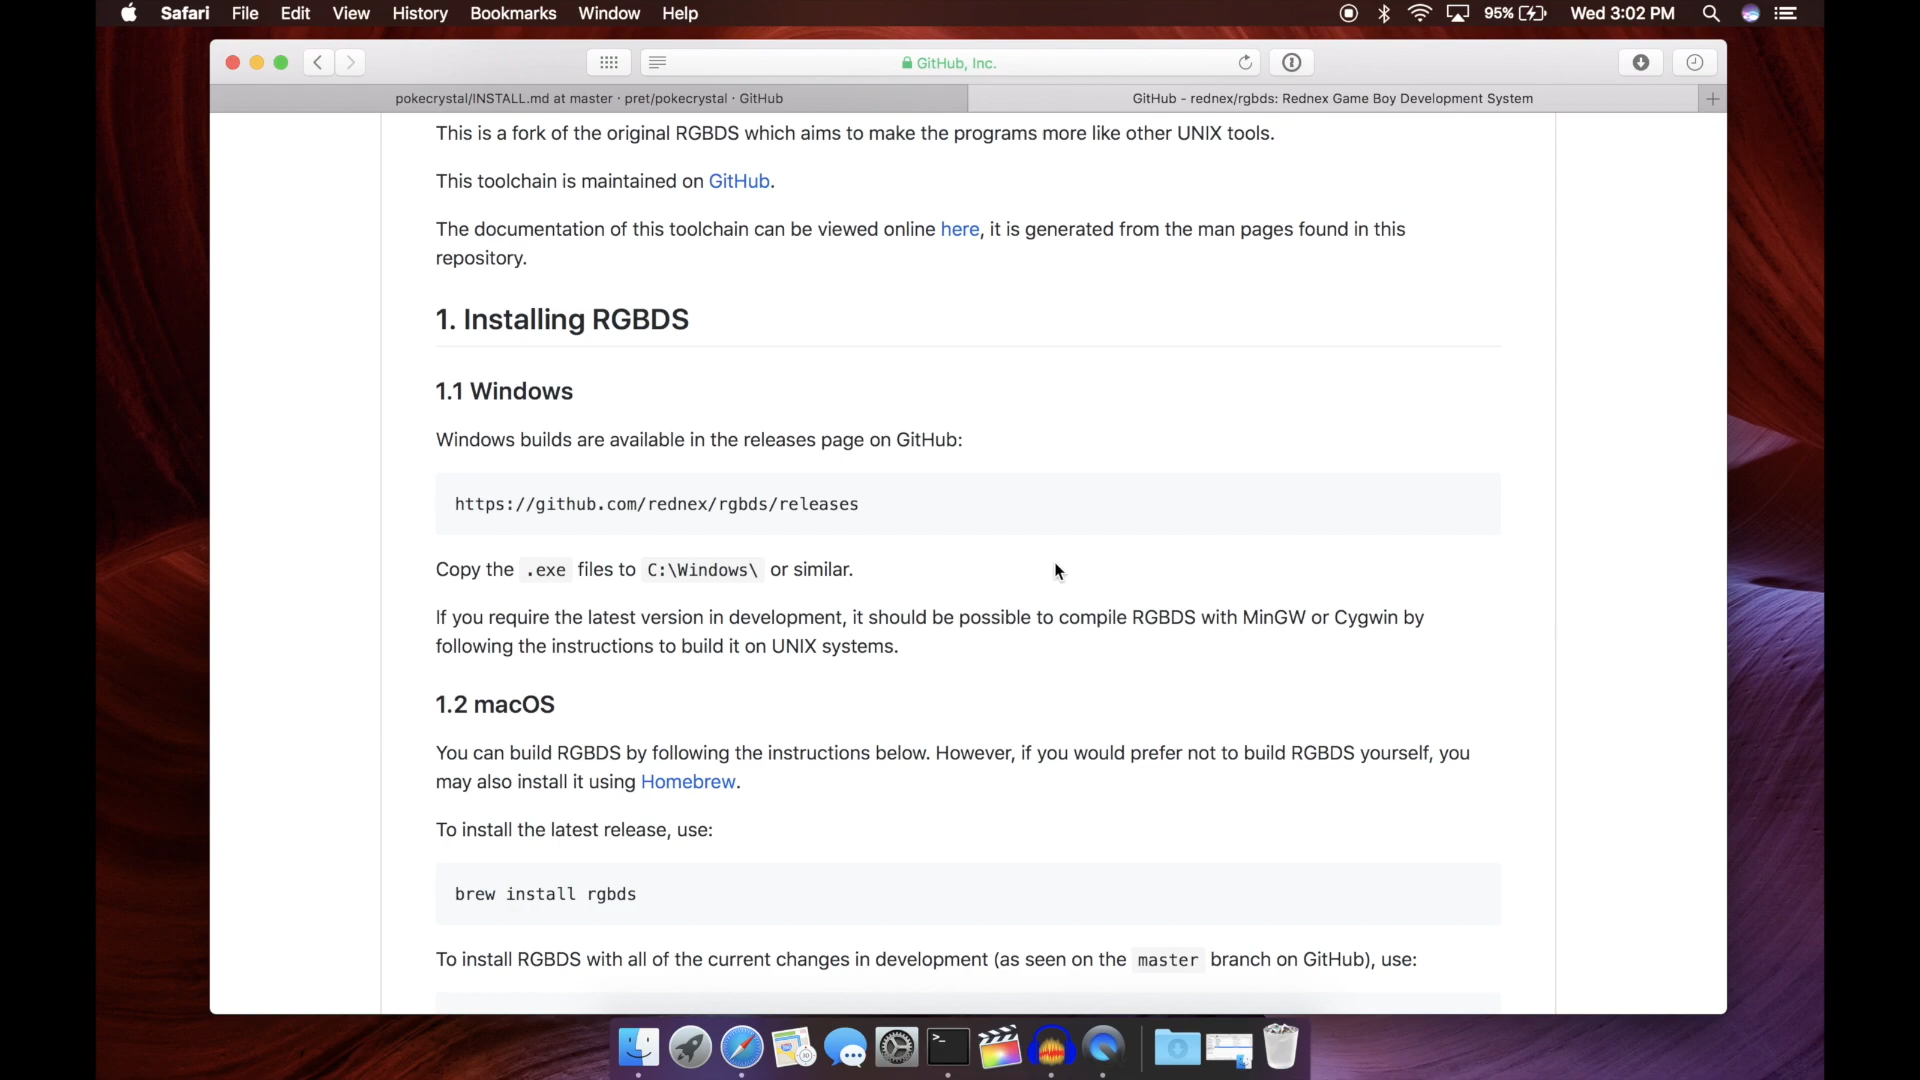 Safari File Edit View History Bookmarks Window Help 95% Wed 3:02 PM
GitHub, Inc.
pokecrystal/INSTALL.md at master · pret/pokecrystal · GitHub
GitHub - rednex/rgbds: Rednex Game Boy Development System
This is a fork of the original RGBDS which aims to make the programs more like other UNIX tools.
This toolchain is maintained on GitHub.
The documentation of this toolchain can be viewed online here, it is generated from the man pages found in this
repository.
1. Installing RGBDS
1.1 Windows
Windows builds are available in the releases page on GitHub:
https://github.com/rednex/rgbds/releases
Copy the .exe files to C:\Windows\ or similar.
If you require the latest version in development, it should be possible to compile RGBDS with MinGW or Cygwin by
following the instructions to build it on UNIX systems.
1.2 macOS
You can build RGBDS by following the instructions below. However, if you would prefer not to build RGBDS yourself, you
may also install it using Homebrew.
To install the latest release, use:
brew install rgbds
To install RGBDS with all of the current changes in development (as seen on the master branch on GitHub), use: